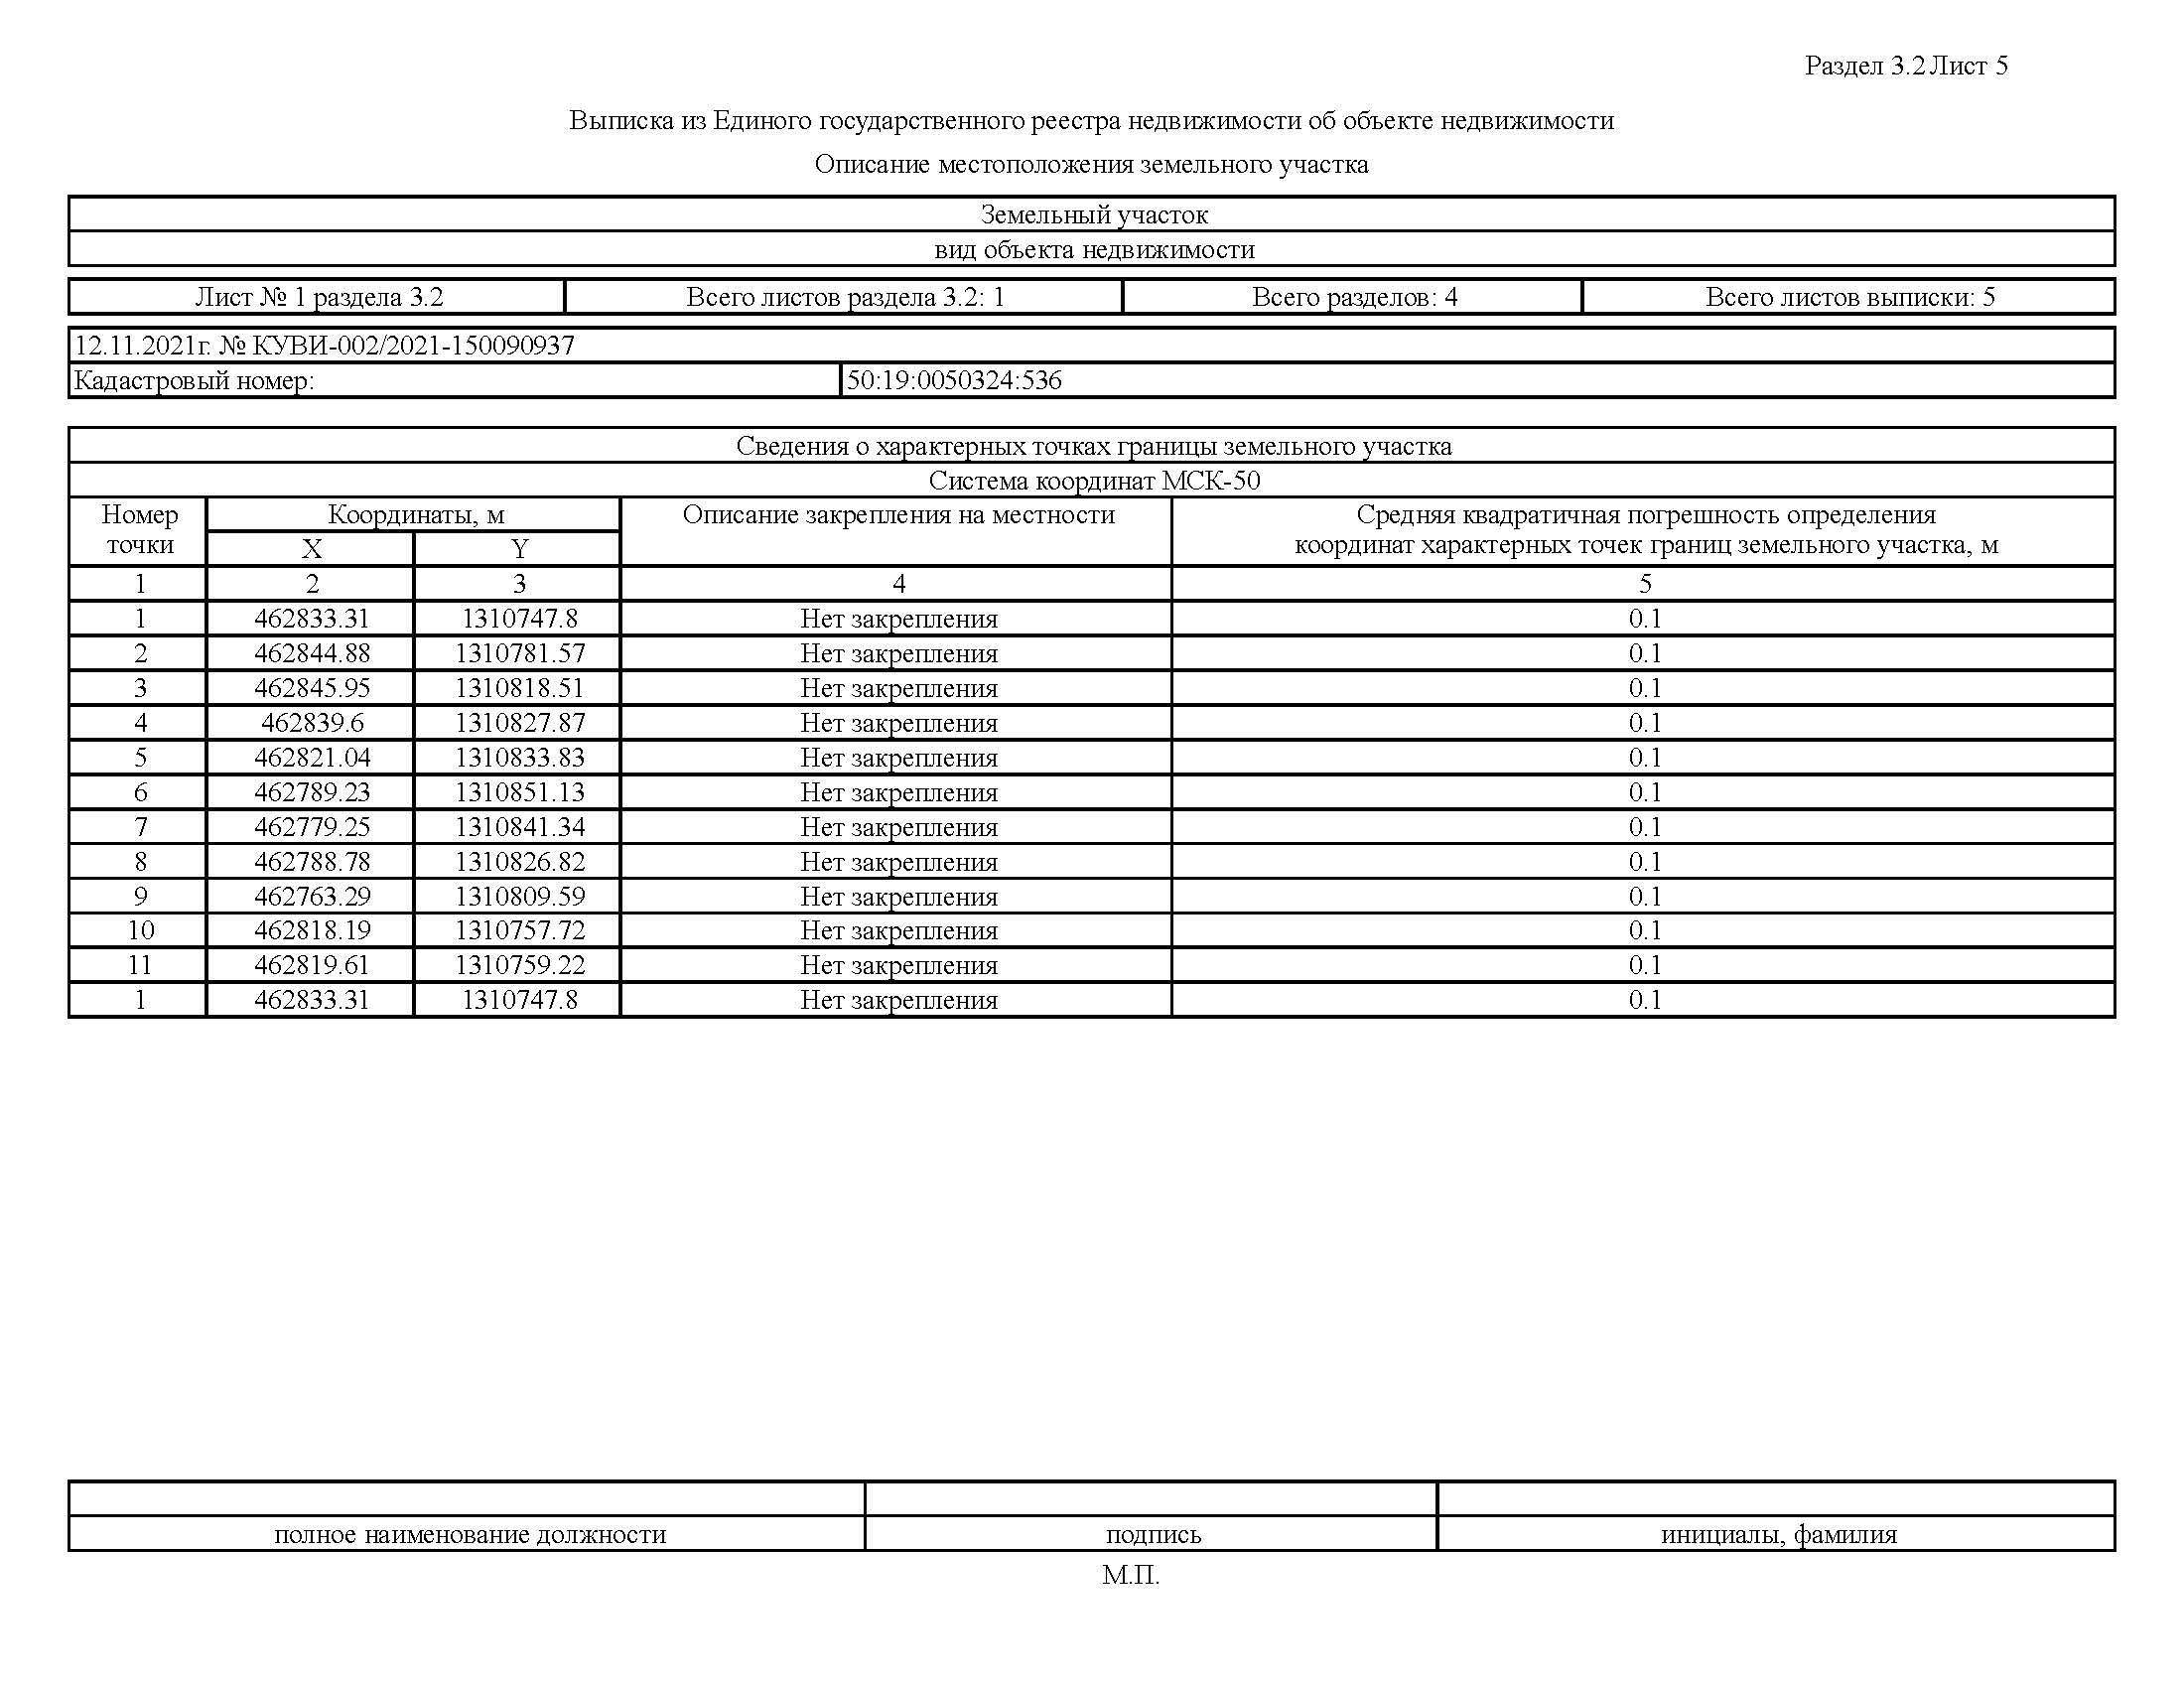 Раздел 3.2 Лист 5
Выписка из Единого государственного реестра недвижимости об объекте недвижимости
Описание местоположения земельного участка
Земельный участок
вид объекта недвижимости
Лист № 1 раздела 3.2 Всего листов раздела 3.2: 1 Всего разделов: 4 Всего листов выписки: 5
12.11.2021г. № КУВИ-002/2021-150090937
Кадастровый номер: 50:19:0050324:536
Сведения о характерных точках границы земельного участка
Система координат МСК-50
Номер точки Координаты, м Описание закрепления на местности Средняя квадратичная погрешность определения
координат характерных точек границ земельного участка, м
X Y
1 2 3 4 5
1 462833.31 1310747.8 Нет закрепления 0.1
2 462844.88 1310781.57 Нет закрепления 0.1
3 462845.95 1310818.51 Нет закрепления 0.1
4 462839.6 1310827.87 Нет закрепления 0.1
5 462821.04 1310833.83 Нет закрепления 0.1
6 462789.23 1310851.13 Нет закрепления 0.1
7 462779.25 1310841.34 Нет закрепления 0.1
8 462788.78 1310826.82 Нет закрепления 0.1
9 462763.29 1310809.59 Нет закрепления 0.1
10 462818.19 1310757.72 Нет закрепления 0.1
11 462819.61 1310759.22 Нет закрепления 0.1
1 462833.31 1310747.8 Нет закрепления 0.1
полное наименование должности подпись инициалы, фамилия
М.П.